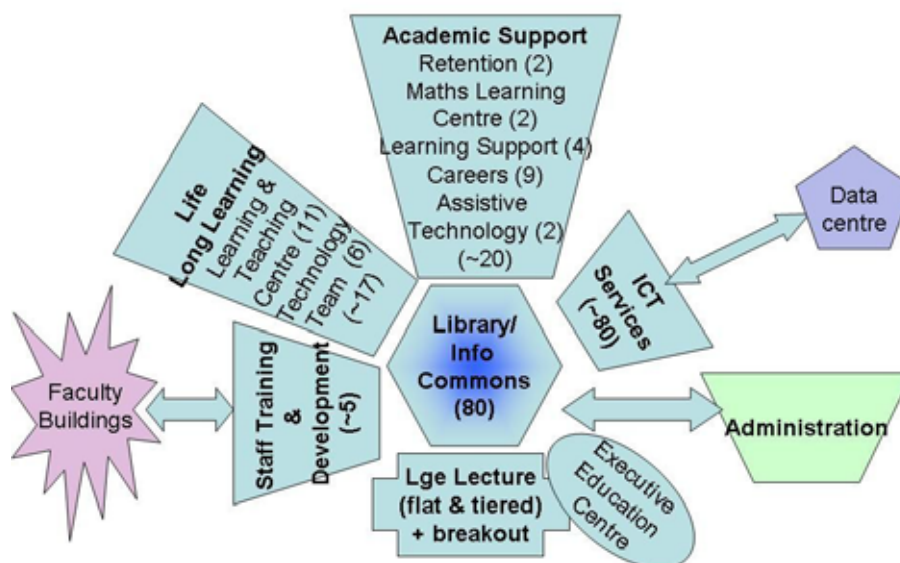 Academic Support
Retention (2)
Maths Learning
Centre (2)
Learning Support (4)
Careers (9)
Assistive
Technology (2)
(~20)
Life
Long Learning
Learning &
Teaching
Centre (11)
Technology
Team (6)
(~17)
Data
centre
ICT
Services
(~80)
Library/
Info
Commons
(80)
Faculty
Buildings
Staff Training
&
Development
(~5)
Administration
Lge Lecture
(flat & tiered)
+ breakout
Executive
Education
Centre